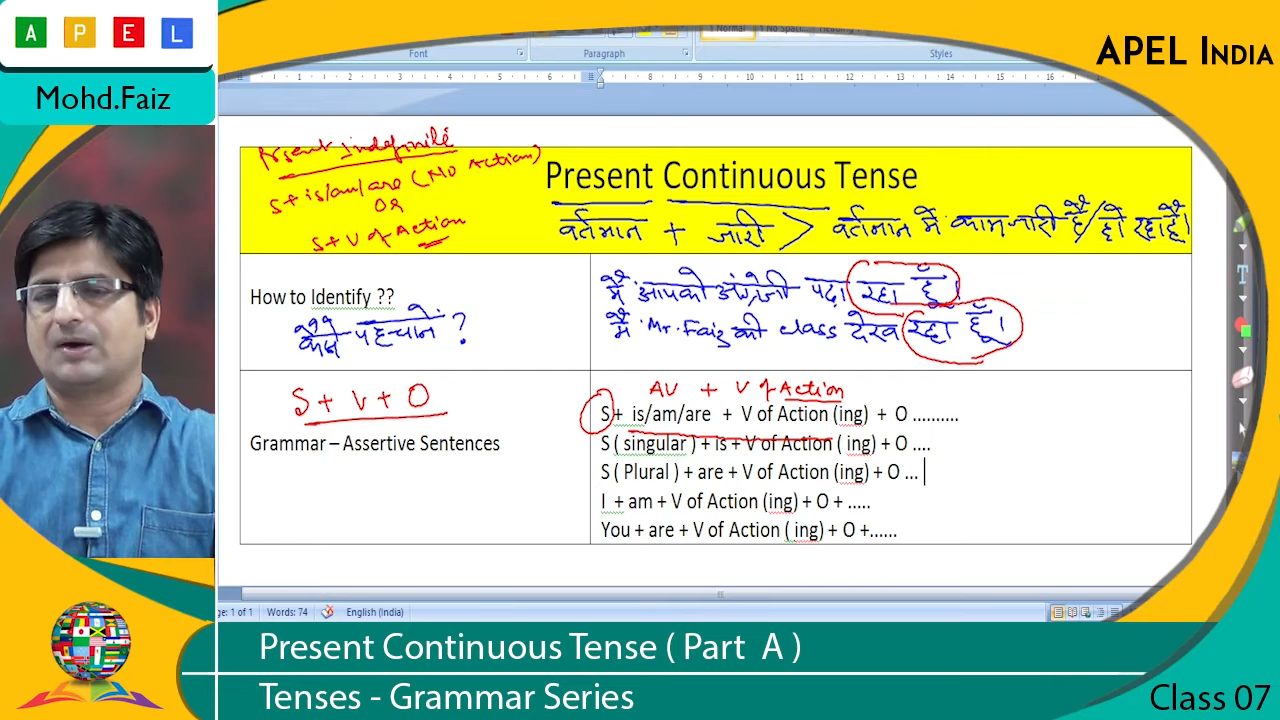 A P E L
APEL INDIA
Mohd.Faiz
Font Paragraph Styles
Present Indefinite
S+ is/am/are (No Action)
OR
S+V of Action
Present Continuous Tense
वर्तमान + जारी > वर्तमान में काम जारी है/हो रहा है।
How to Identify ??
कैसे पहचाने ?
मैं आपको अंग्रेजी पढ़ा रहा हूँ।
मैं Mr. Faiz की class देख रहा हूँ।
S + V + O
Grammar – Assertive Sentences
AV + V of Action
S+ is/am/are + V of Action (ing) + O ..........
S ( singular ) + is + V of Action ( ing) + O ....
S ( Plural ) + are + V of Action (ing) + O ...
I + am + V of Action (ing) + O + .....
You + are + V of Action ( ing) + O +......
ge: 1 of 1 Words: 74 English (India)
Present Continuous Tense ( Part A )
Tenses - Grammar Series
Class 07